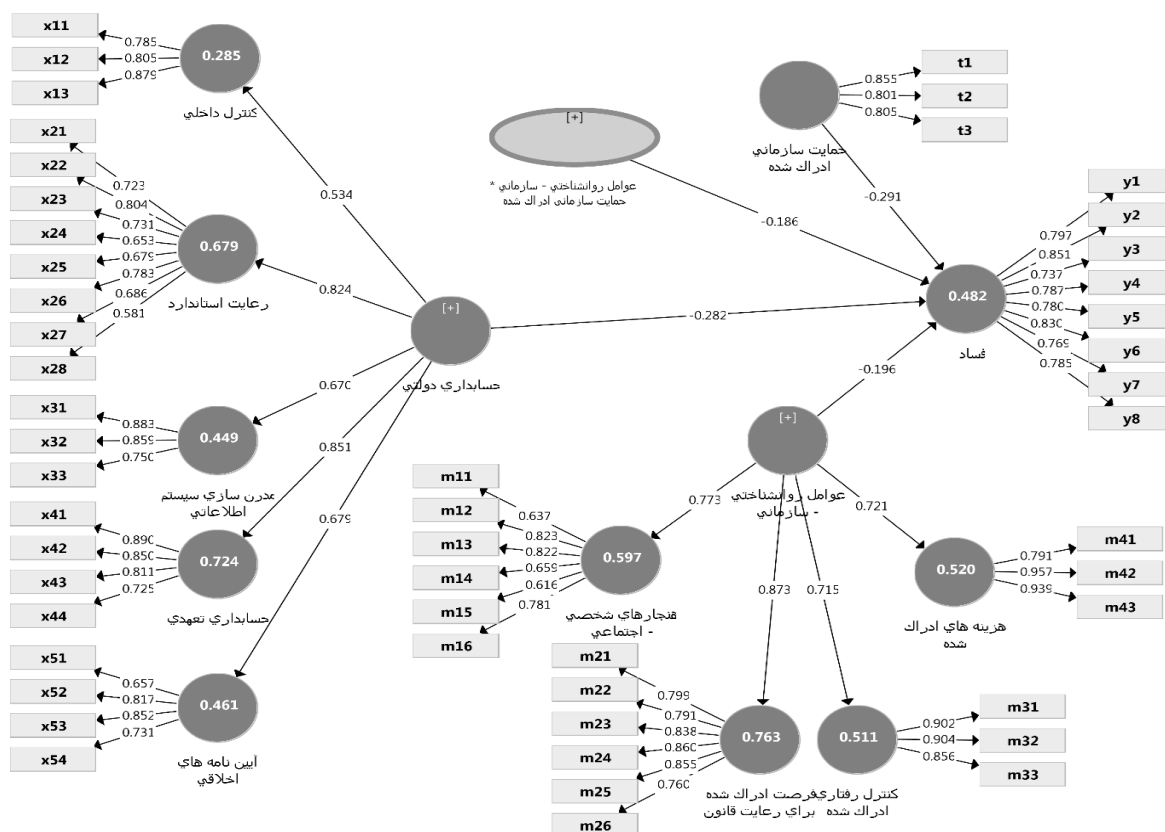 x11
x12
x13
0.785
0.805
0.879
0.285
کنترل داخلي
x21
x22
x23
x24
x25
x26
x27
x28
0.723
0.804
0.731
0.653
0.679
0.783
0.686
0.581
0.679
رعايت استاندارد
x31
x32
x33
0.883
0.859
0.750
0.449
مدرن سازي سيستم
اطلاعاتي
x41
x42
x43
x44
0.890
0.850
0.811
0.725
0.724
حسابداري تعهدي
x51
x52
x53
x54
0.657
0.817
0.852
0.731
0.461
آيين نامه هاي
اخلاقي
0.534
0.824
0.670
0.851
0.679
[+]
حسابداري دولتي
[+]
عوامل روانشناختي - سازماني *
حمايت سازماني ادراك شده
حمايت سازماني
ادراك شده
0.855
0.801
0.805
t1
t2
t3
-0.291
-0.186
-0.282
-0.196
0.482
فساد
0.797
0.851
0.737
0.787
0.780
0.830
0.769
0.785
y1
y2
y3
y4
y5
y6
y7
y8
[+]
عوامل روانشناختي
- سازماني
0.773
0.873
0.715
0.721
m11
m12
m13
m14
m15
m16
0.637
0.823
0.822
0.659
0.616
0.781
0.597
هنجارهاي شخصي
- اجتماعي
m21
m22
m23
m24
m25
m26
0.799
0.791
0.838
0.860
0.855
0.760
0.763
فرصت ادراك شده
براي رعايت قانون
0.511
كنترل رفتاري
ادراك شده
0.902
0.904
0.856
m31
m32
m33
0.520
هزينه هاي ادراك
شده
0.791
0.957
0.939
m41
m42
m43